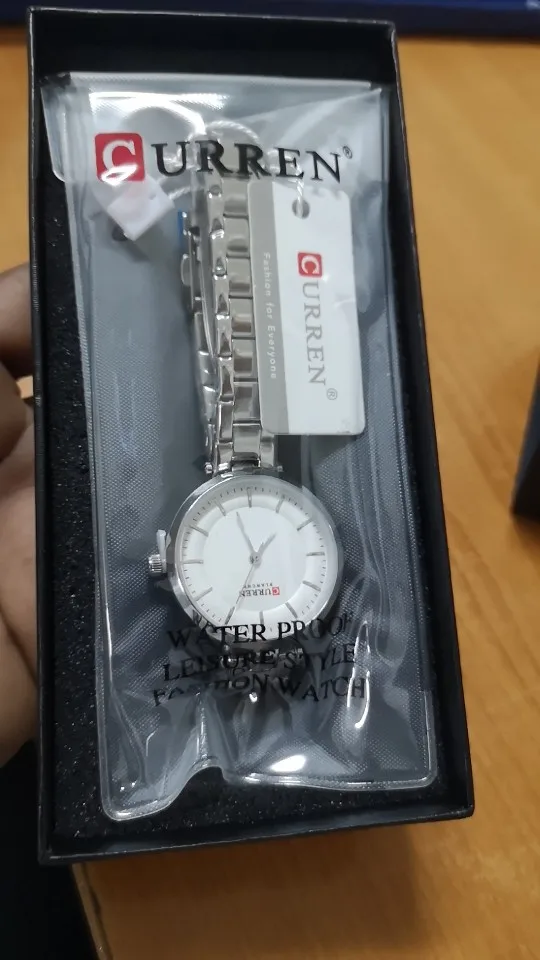 CURREN®
CURREN®
Fashion for Everyone
CURREN
WATER PROOF
LEISURE STYLE
FASHION WATCH